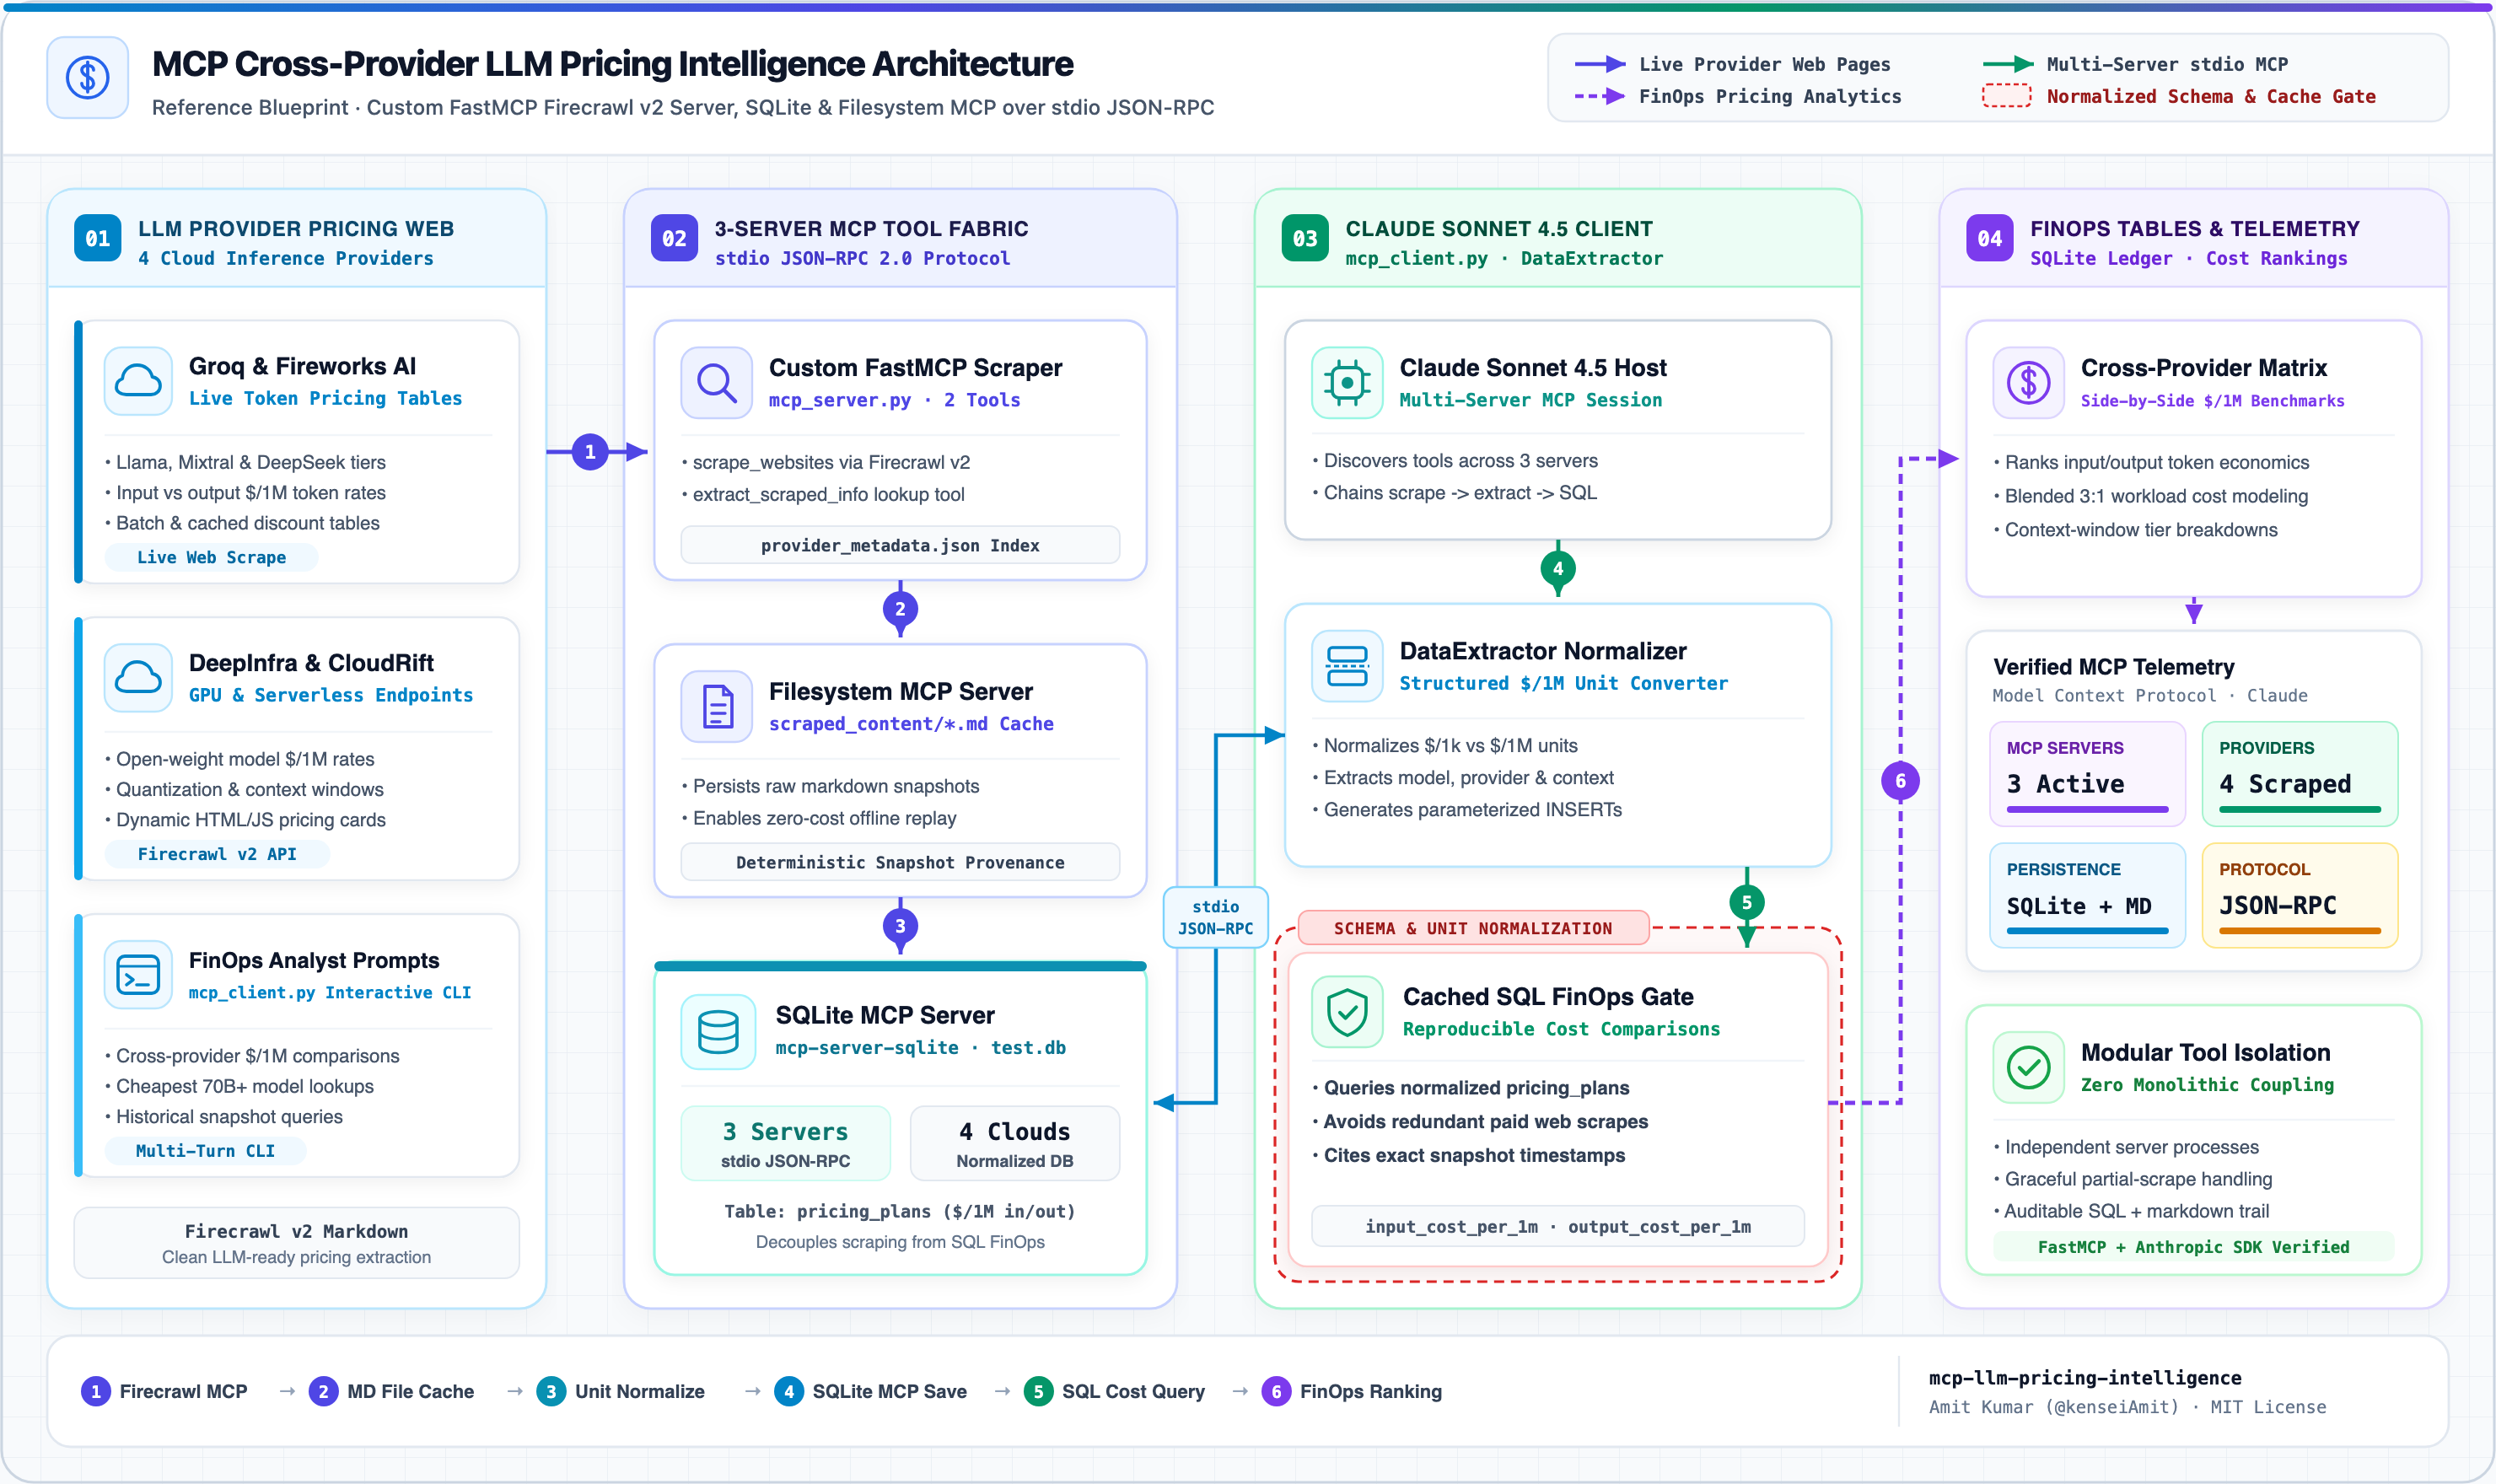 MCP Cross-Provider LLM Pricing Intelligence Architecture
Reference Blueprint · Custom FastMCP Firecrawl v2 Server, SQLite & Filesystem MCP over stdio JSON-RPC
Live Provider Web Pages
Multi-Server stdio MCP
FinOps Pricing Analytics
Normalized Schema & Cache Gate
01
LLM PROVIDER PRICING WEB
4 Cloud Inference Providers
Groq & Fireworks AI
Live Token Pricing Tables
• Llama, Mixtral & DeepSeek tiers
• Input vs output $/1M token rates
• Batch & cached discount tables
Live Web Scrape
DeepInfra & CloudRift
GPU & Serverless Endpoints
• Open-weight model $/1M rates
• Quantization & context windows
• Dynamic HTML/JS pricing cards
Firecrawl v2 API
FinOps Analyst Prompts
mcp_client.py Interactive CLI
• Cross-provider $/1M comparisons
• Cheapest 70B+ model lookups
• Historical snapshot queries
Multi-Turn CLI
Firecrawl v2 Markdown
Clean LLM-ready pricing extraction
1
02
3-SERVER MCP TOOL FABRIC
stdio JSON-RPC 2.0 Protocol
Custom FastMCP Scraper
mcp_server.py · 2 Tools
• scrape_websites via Firecrawl v2
• extract_scraped_info lookup tool
provider_metadata.json Index
2
Filesystem MCP Server
scraped_content/*.md Cache
• Persists raw markdown snapshots
• Enables zero-cost offline replay
Deterministic Snapshot Provenance
3
SQLite MCP Server
mcp-server-sqlite · test.db
3 Servers
stdio JSON-RPC
4 Clouds
Normalized DB
Table: pricing_plans ($/1M in/out)
Decouples scraping from SQL FinOps
stdio
JSON-RPC
03
CLAUDE SONNET 4.5 CLIENT
mcp_client.py · DataExtractor
Claude Sonnet 4.5 Host
Multi-Server MCP Session
• Discovers tools across 3 servers
• Chains scrape -> extract -> SQL
4
DataExtractor Normalizer
Structured $/1M Unit Converter
• Normalizes $/1k vs $/1M units
• Extracts model, provider & context
• Generates parameterized INSERTs
5
SCHEMA & UNIT NORMALIZATION
Cached SQL FinOps Gate
Reproducible Cost Comparisons
• Queries normalized pricing_plans
• Avoids redundant paid web scrapes
• Cites exact snapshot timestamps
input_cost_per_1m · output_cost_per_1m
6
04
FINOPS TABLES & TELEMETRY
SQLite Ledger · Cost Rankings
Cross-Provider Matrix
Side-by-Side $/1M Benchmarks
• Ranks input/output token economics
• Blended 3:1 workload cost modeling
• Context-window tier breakdowns
Verified MCP Telemetry
Model Context Protocol · Claude
MCP SERVERS
3 Active
PROVIDERS
4 Scraped
PERSISTENCE
SQLite + MD
PROTOCOL
JSON-RPC
Modular Tool Isolation
Zero Monolithic Coupling
• Independent server processes
• Graceful partial-scrape handling
• Auditable SQL + markdown trail
FastMCP + Anthropic SDK Verified
1 Firecrawl MCP → 2 MD File Cache → 3 Unit Normalize → 4 SQLite MCP Save → 5 SQL Cost Query → 6 FinOps Ranking
mcp-llm-pricing-intelligence
Amit Kumar (@kenseiAmit) · MIT License